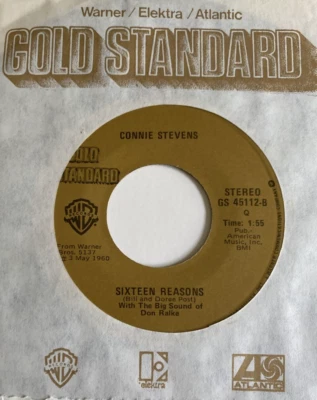 Warner/Elektra/Atlantic
GOLD STANDARD
CONNIE STEVENS
GOLD
STANDARD
STEREO
GS 45112-B
Q
Time: 1:55
Pub.-
American
Music, Inc.
BMI
From Warner
Bros. 5137
2 May 1960
SIXTEEN REASONS
(Bill and Doree Post)
With The Big Sound of
Don Ralke
elektra
ATLANTIC